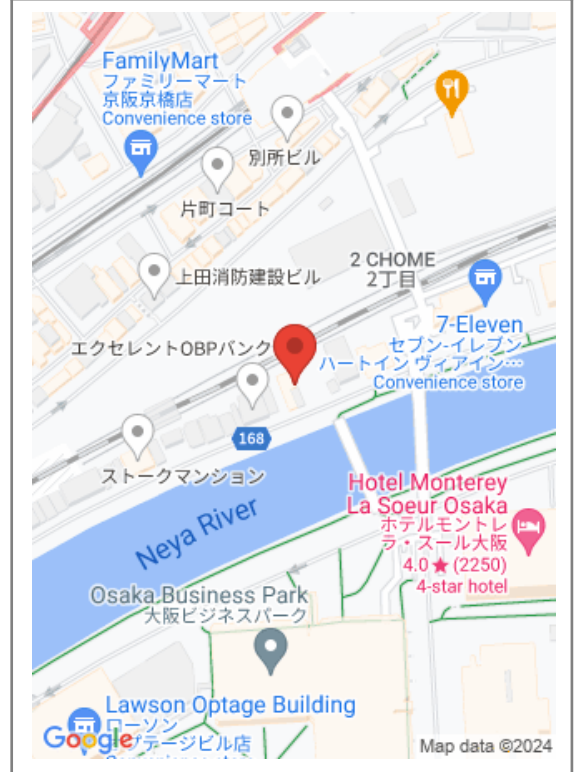 FamilyMart
ファミリーマート
京阪京橋店
Convenience store
別所ビル
片町コート
2 CHOME
2丁目
上田消防建設ビル
7-Eleven
セブン-イレブン
ハートイン ヴィアイン…
Convenience store
エクセレントOBPバンク
168
ストークマンション
Neya River
Hotel Monterey
La Soeur Osaka
ホテルモントレ
ラ・スール大阪
4.0★(2250)
4-star hotel
Osaka Business Park
大阪ビジネスパーク
Lawson Optage Building
ローソン
プテージビル店
Google
Map data ©2024